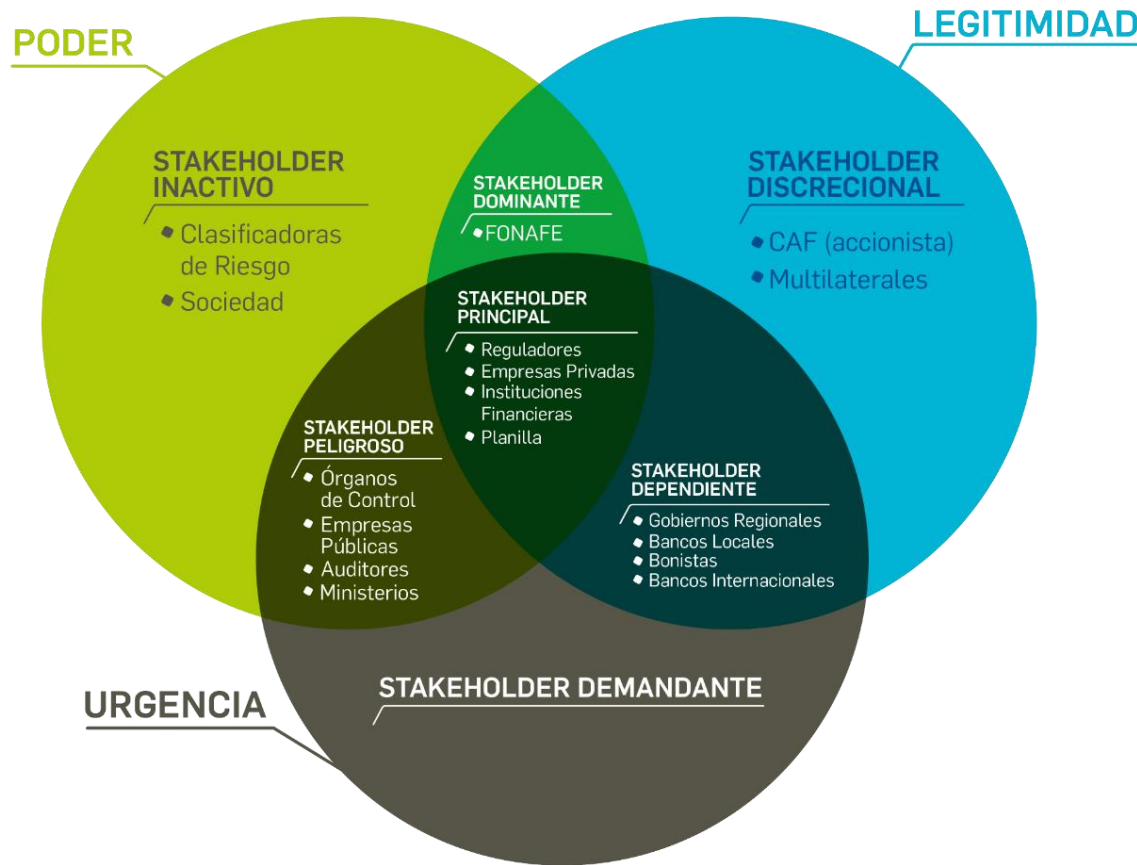 PODER
LEGITIMIDAD
STAKEHOLDER
INACTIVO
Clasificadoras
de Riesgo
Sociedad
STAKEHOLDER
DOMINANTE
FONAFE
STAKEHOLDER
DISCRECIONAL
CAF (accionista)
Multilaterales
STAKEHOLDER
PRINCIPAL
Reguladores
Empresas Privadas
Instituciones
Financieras
Planilla
STAKEHOLDER
PELIGROSO
Órganos
de Control
Empresas
Públicas
Auditores
Ministerios
STAKEHOLDER
DEPENDIENTE
Gobiernos Regionales
Bancos Locales
Bonistas
Bancos Internacionales
URGENCIA
STAKEHOLDER DEMANDANTE